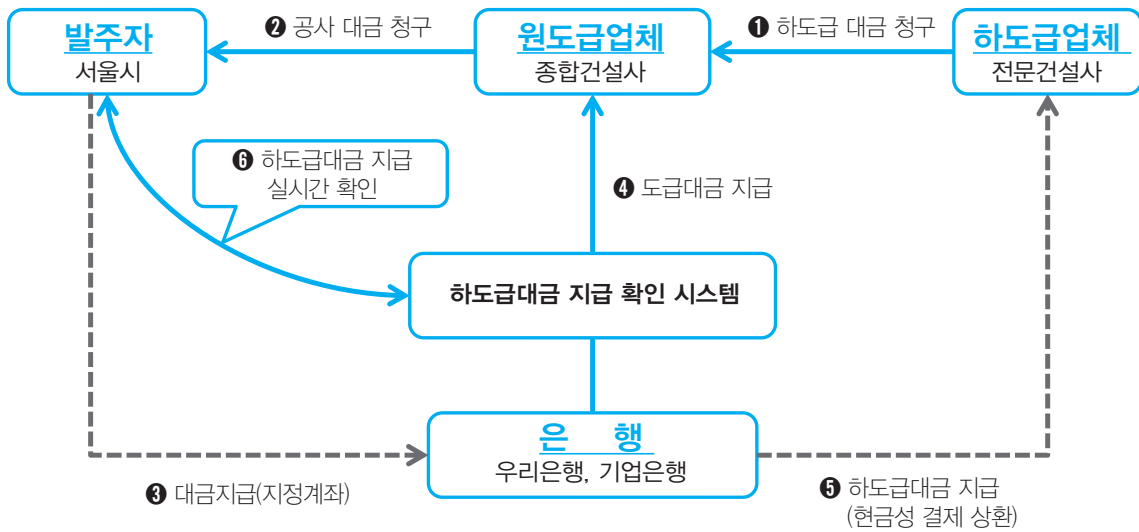 발주자
서울시
❷ 공사 대금 청구
원도급업체
종합건설사
❶ 하도급 대금 청구
하도급업체
전문건설사
❻ 하도급대금 지급
실시간 확인
❹ 도급대금 지급
하도급대금 지급 확인 시스템
은 행
우리은행, 기업은행
❸ 대금지급(지정계좌)
❺ 하도급대금 지급
(현금성 결제 상환)